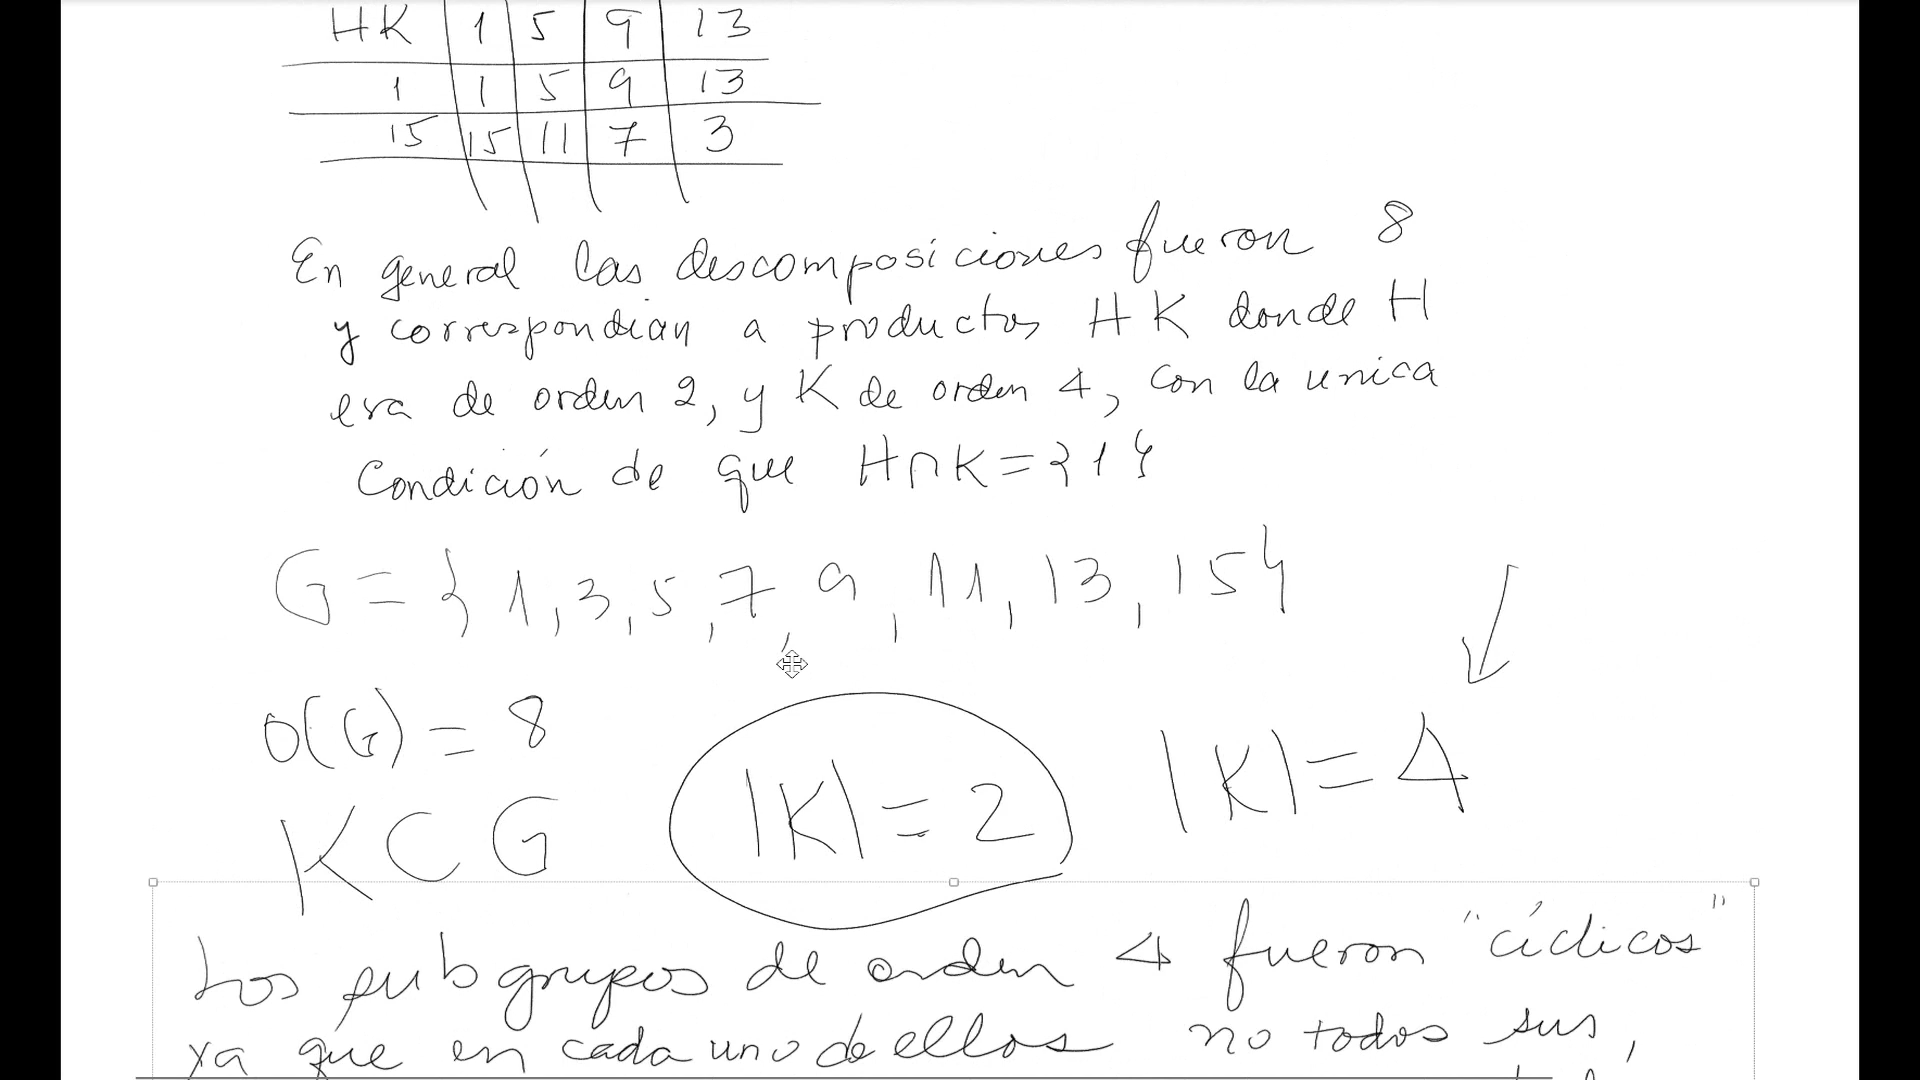 HK 1 5 9 13
1 1 5 9 13
15 15 11 7 3
En general las descomposiciones fueron 8
y correspondian a productos HK donde H
era de orden 2, y K de orden 4, con la unica
Condición de que H∩K={1}
G = { 1, 3, 5, 7, 9, 11, 13, 15}
O(G) = 8
|K| = 2 |K| = 4
K ⊂ G
Los subgrupos de orden 4 fueron "cíclicos"
ya que en cada uno de ellos no todos sus,